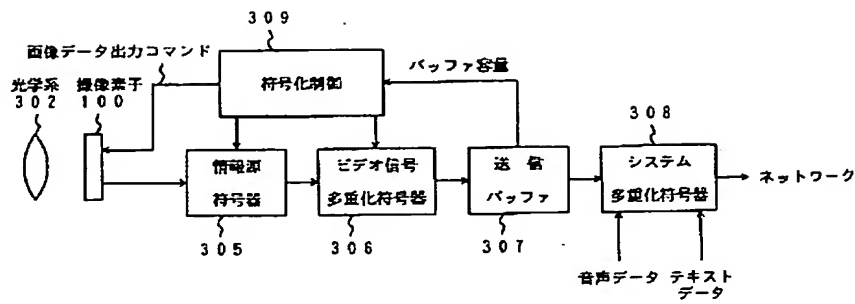 309
画像データ出力コマンド
光学系
302
撮像素子
100
符号化制御
バッファ容量
308
情報源
符号器
305
ビデオ信号
多重化符号器
306
送信
バッファ
307
システム
多重化符号器
ネットワーク
音声データ
テキスト
データ